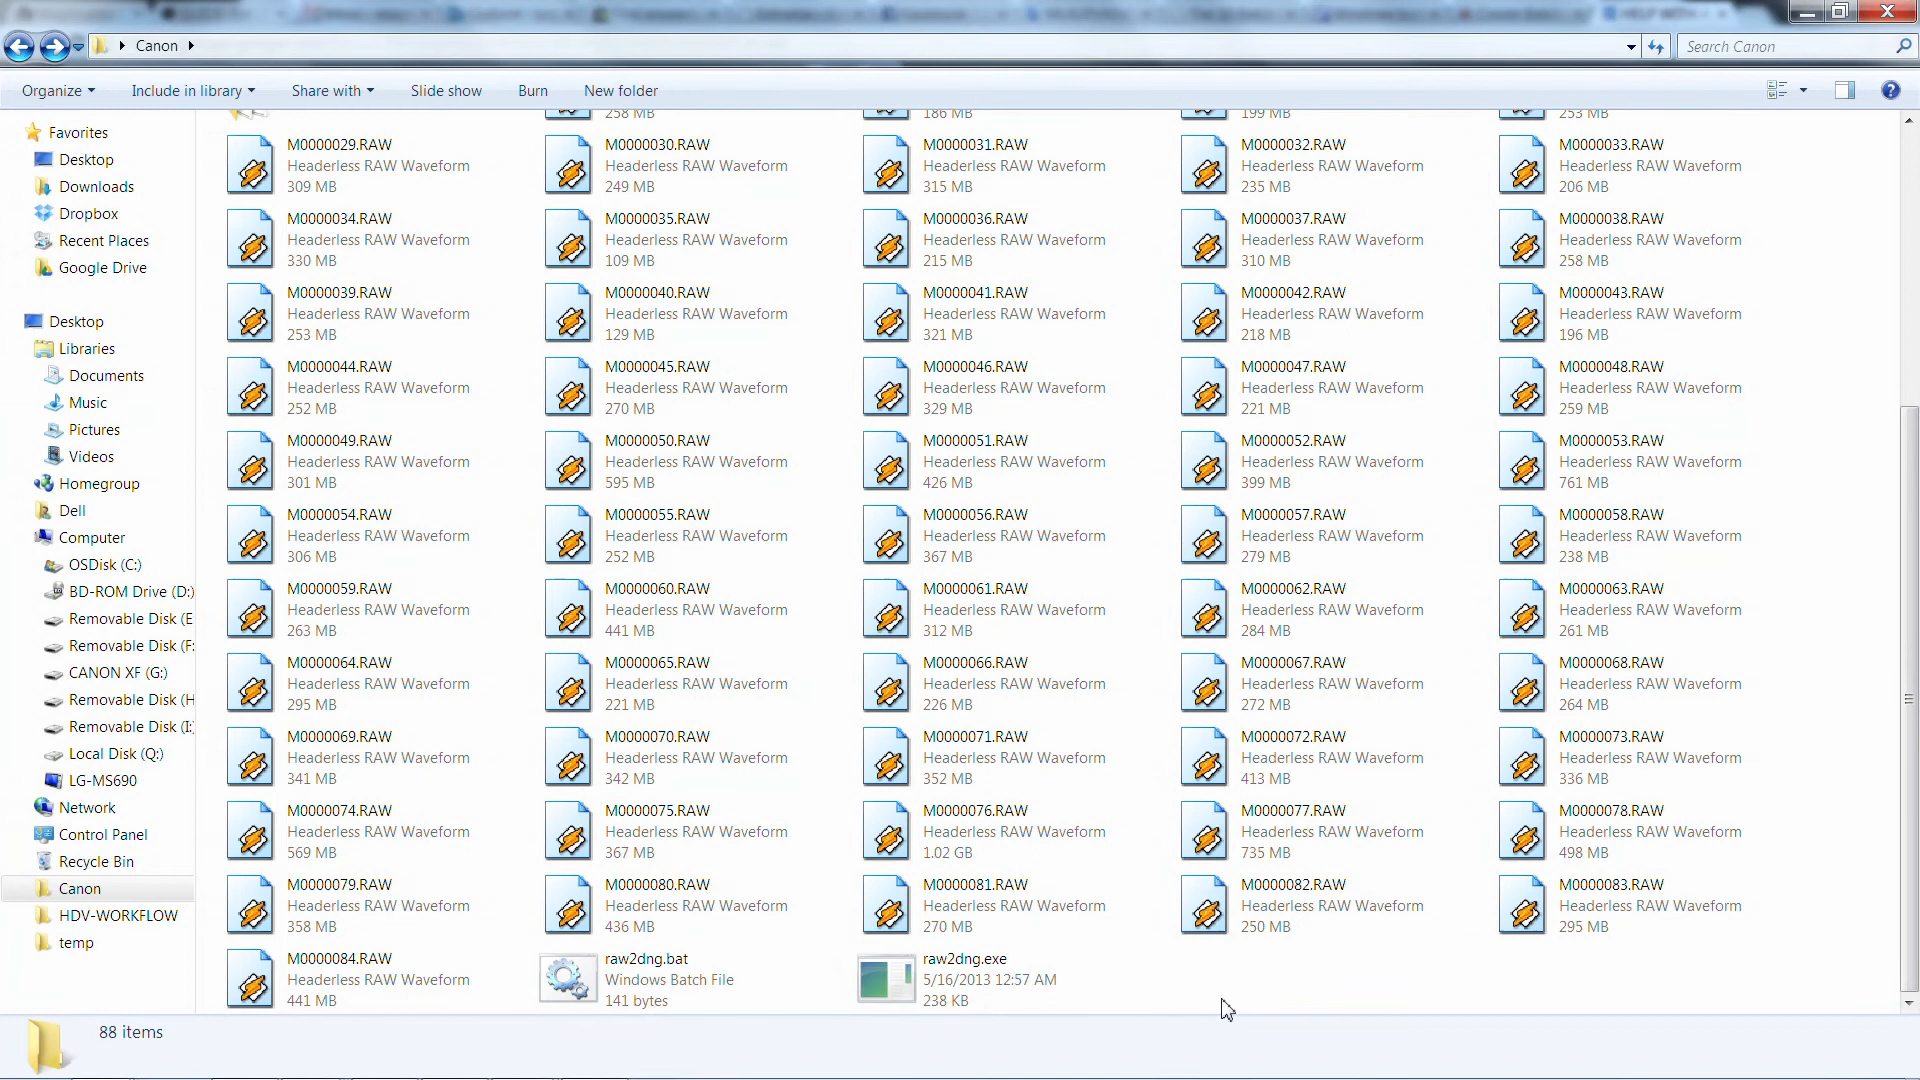 Canon
Search Canon
Organize
Include in library
Share with
Slide show
Burn
New folder
Favorites
Desktop
Downloads
Dropbox
Recent Places
Google Drive
Desktop
Libraries
Documents
Music
Pictures
Videos
Homegroup
Dell
Computer
OSDisk (C:)
BD-ROM Drive (D:)
Removable Disk (E
Removable Disk (F:
CANON XF (G:)
Removable Disk (H
Removable Disk (I:
Local Disk (Q:)
LG-MS690
Network
Control Panel
Recycle Bin
Canon
HDV-WORKFLOW
temp
258 MB
186 MB
199 MB
253 MB
M0000029.RAW
Headerless RAW Waveform
309 MB
M0000030.RAW
Headerless RAW Waveform
249 MB
M0000031.RAW
Headerless RAW Waveform
315 MB
M0000032.RAW
Headerless RAW Waveform
235 MB
M0000033.RAW
Headerless RAW Waveform
206 MB
M0000034.RAW
Headerless RAW Waveform
330 MB
M0000035.RAW
Headerless RAW Waveform
109 MB
M0000036.RAW
Headerless RAW Waveform
215 MB
M0000037.RAW
Headerless RAW Waveform
310 MB
M0000038.RAW
Headerless RAW Waveform
258 MB
M0000039.RAW
Headerless RAW Waveform
253 MB
M0000040.RAW
Headerless RAW Waveform
129 MB
M0000041.RAW
Headerless RAW Waveform
321 MB
M0000042.RAW
Headerless RAW Waveform
218 MB
M0000043.RAW
Headerless RAW Waveform
196 MB
M0000044.RAW
Headerless RAW Waveform
252 MB
M0000045.RAW
Headerless RAW Waveform
270 MB
M0000046.RAW
Headerless RAW Waveform
329 MB
M0000047.RAW
Headerless RAW Waveform
221 MB
M0000048.RAW
Headerless RAW Waveform
259 MB
M0000049.RAW
Headerless RAW Waveform
301 MB
M0000050.RAW
Headerless RAW Waveform
595 MB
M0000051.RAW
Headerless RAW Waveform
426 MB
M0000052.RAW
Headerless RAW Waveform
399 MB
M0000053.RAW
Headerless RAW Waveform
761 MB
M0000054.RAW
Headerless RAW Waveform
306 MB
M0000055.RAW
Headerless RAW Waveform
252 MB
M0000056.RAW
Headerless RAW Waveform
367 MB
M0000057.RAW
Headerless RAW Waveform
279 MB
M0000058.RAW
Headerless RAW Waveform
238 MB
M0000059.RAW
Headerless RAW Waveform
263 MB
M0000060.RAW
Headerless RAW Waveform
441 MB
M0000061.RAW
Headerless RAW Waveform
312 MB
M0000062.RAW
Headerless RAW Waveform
284 MB
M0000063.RAW
Headerless RAW Waveform
261 MB
M0000064.RAW
Headerless RAW Waveform
295 MB
M0000065.RAW
Headerless RAW Waveform
221 MB
M0000066.RAW
Headerless RAW Waveform
226 MB
M0000067.RAW
Headerless RAW Waveform
272 MB
M0000068.RAW
Headerless RAW Waveform
264 MB
M0000069.RAW
Headerless RAW Waveform
341 MB
M0000070.RAW
Headerless RAW Waveform
342 MB
M0000071.RAW
Headerless RAW Waveform
352 MB
M0000072.RAW
Headerless RAW Waveform
413 MB
M0000073.RAW
Headerless RAW Waveform
336 MB
M0000074.RAW
Headerless RAW Waveform
569 MB
M0000075.RAW
Headerless RAW Waveform
367 MB
M0000076.RAW
Headerless RAW Waveform
1.02 GB
M0000077.RAW
Headerless RAW Waveform
735 MB
M0000078.RAW
Headerless RAW Waveform
498 MB
M0000079.RAW
Headerless RAW Waveform
358 MB
M0000080.RAW
Headerless RAW Waveform
436 MB
M0000081.RAW
Headerless RAW Waveform
270 MB
M0000082.RAW
Headerless RAW Waveform
250 MB
M0000083.RAW
Headerless RAW Waveform
295 MB
M0000084.RAW
Headerless RAW Waveform
441 MB
raw2dng.bat
Windows Batch File
141 bytes
raw2dng.exe
5/16/2013 12:57 AM
238 KB
88 items